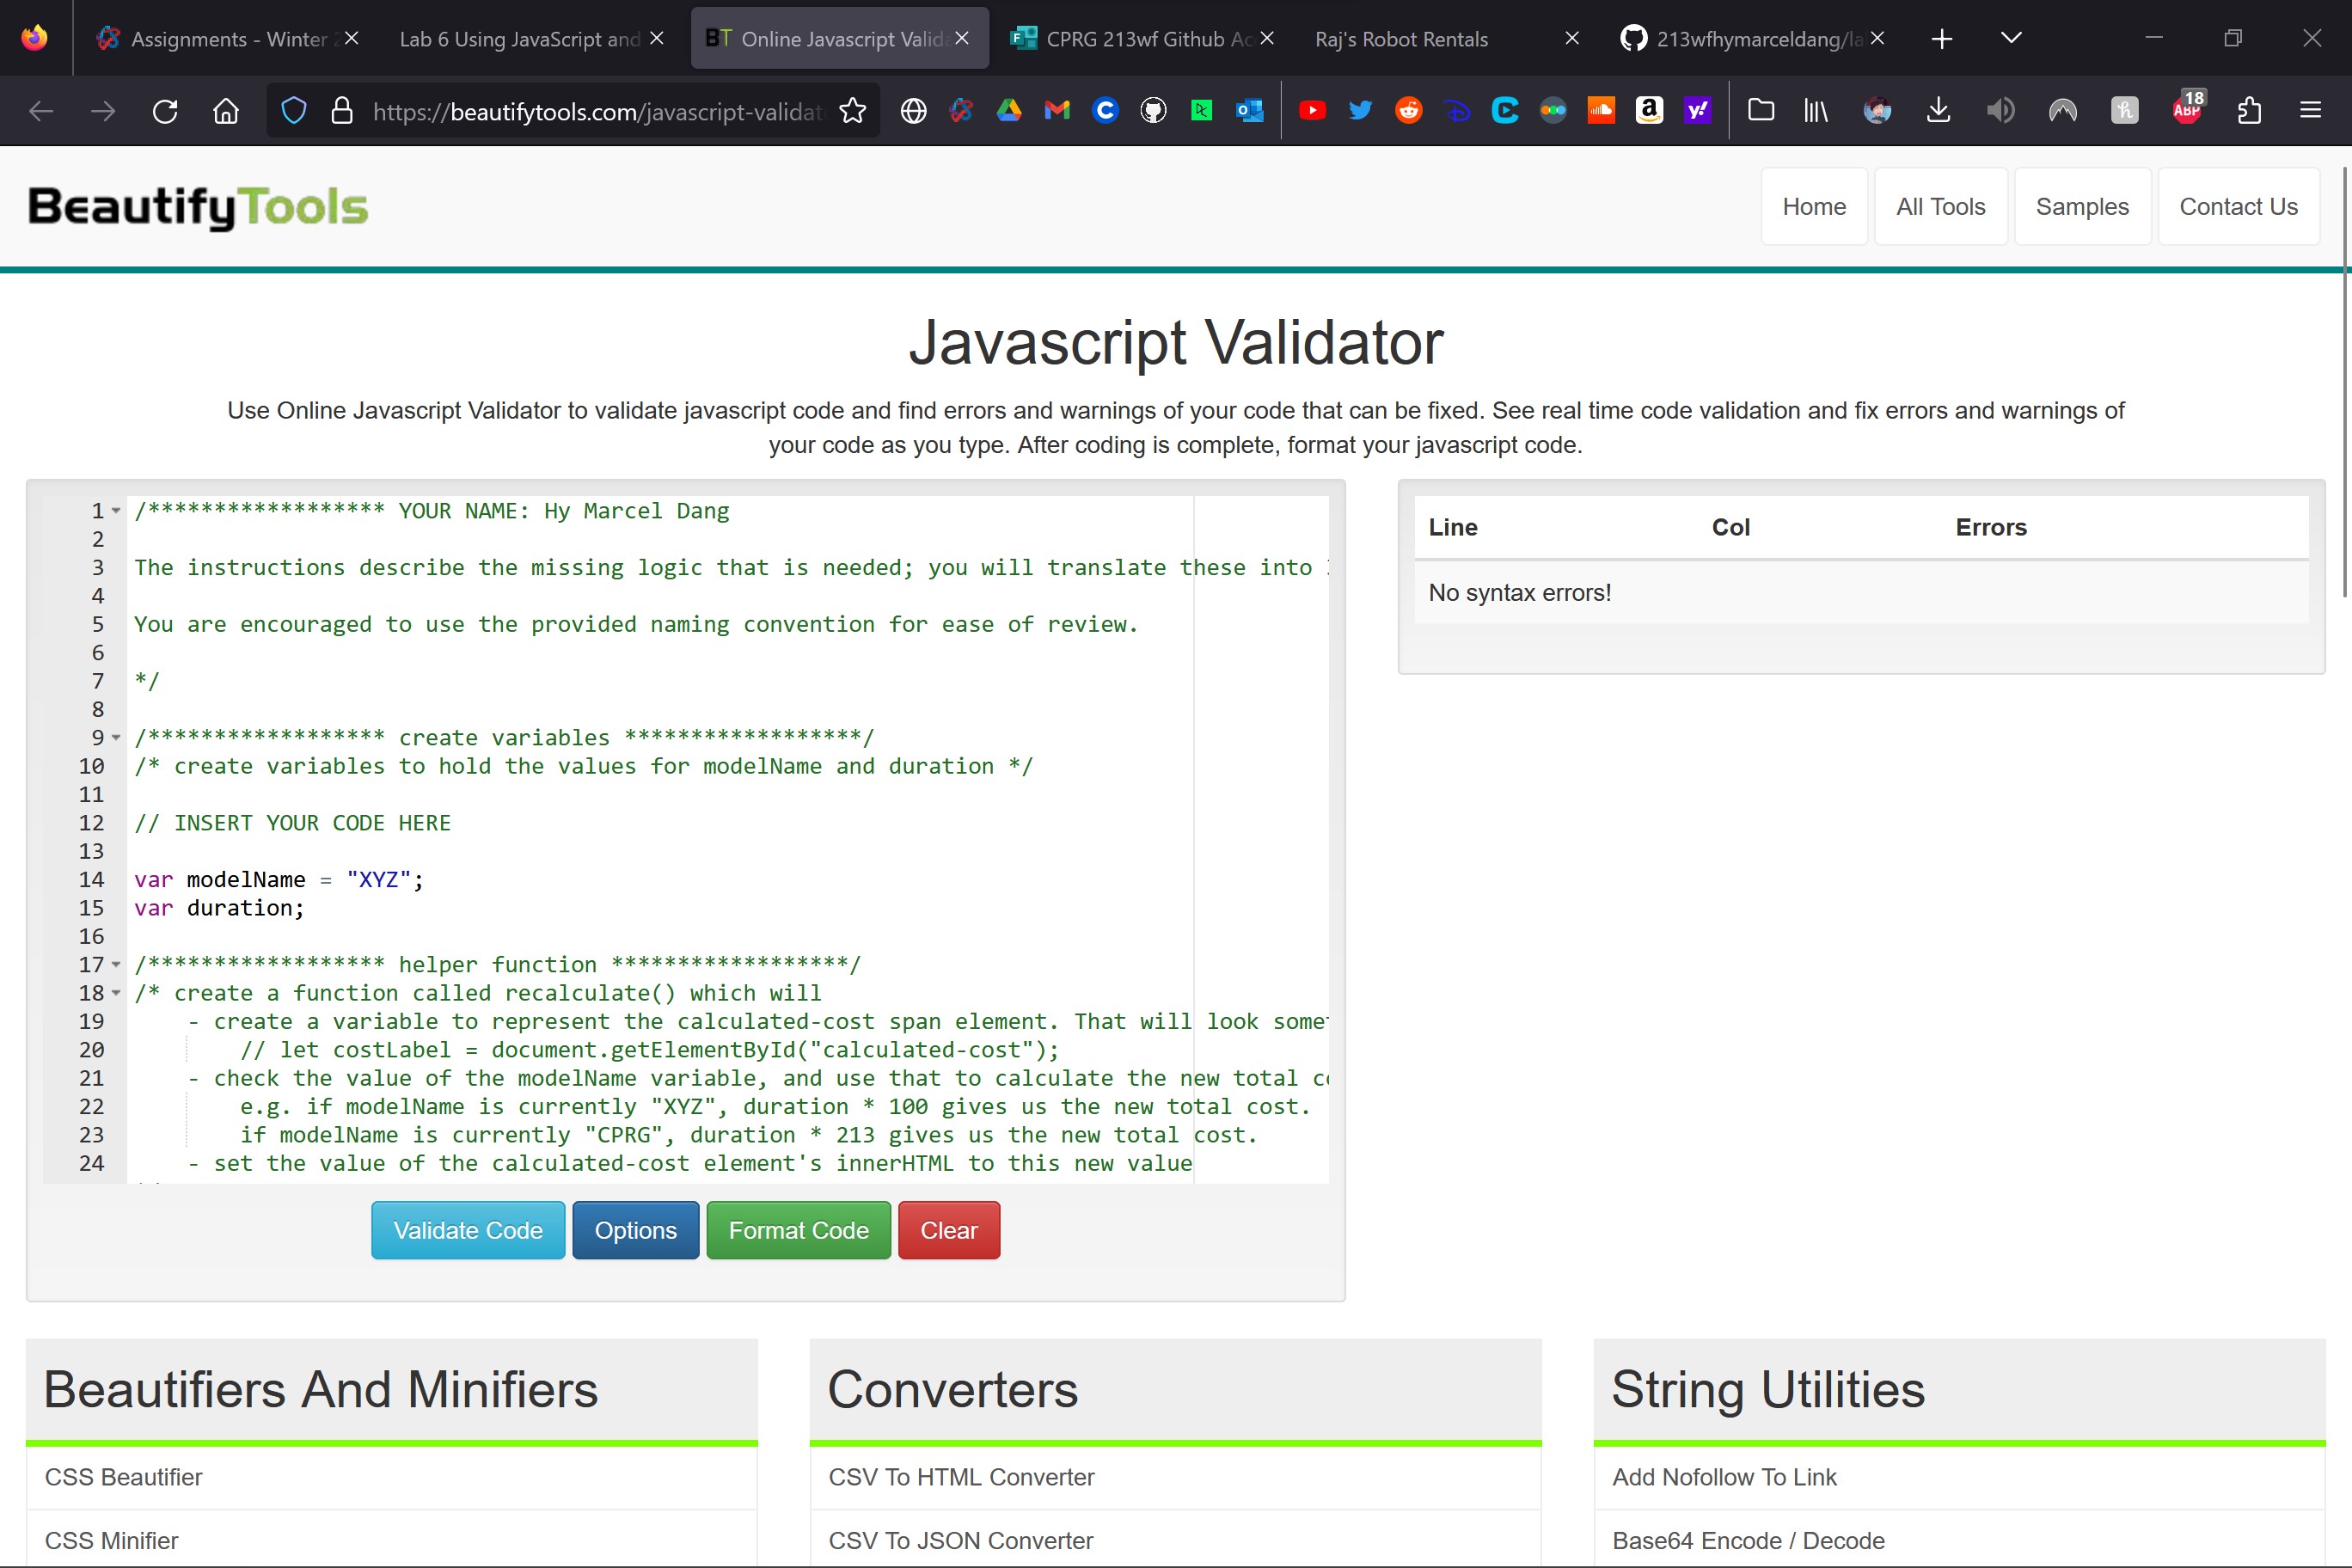 Assignments - Winter
Lab 6 Using JavaScript and
BT Online Javascript Valid
CPRG 213wf Github Ac
Raj's Robot Rentals
213wfhymarceldang/la
https://beautifytools.com/javascript-validat
18
ABP
BeautifyTools
Home
All Tools
Samples
Contact Us
Javascript Validator
Use Online Javascript Validator to validate javascript code and find errors and warnings of your code that can be fixed. See real time code validation and fix errors and warnings of
your code as you type. After coding is complete, format your javascript code.
1 /****************** YOUR NAME: Hy Marcel Dang
2
3 The instructions describe the missing logic that is needed; you will translate these into
4
5 You are encouraged to use the provided naming convention for ease of review.
6
7 */
8
9 /****************** create variables ******************/
10 /* create variables to hold the values for modelName and duration */
11
12 // INSERT YOUR CODE HERE
13
14 var modelName = "XYZ";
15 var duration;
16
17 /****************** helper function ******************/
18 /* create a function called recalculate() which will
19 - create a variable to represent the calculated-cost span element. That will look some
20 // let costLabel = document.getElementById("calculated-cost");
21 - check the value of the modelName variable, and use that to calculate the new total c
22 e.g. if modelName is currently "XYZ", duration * 100 gives us the new total cost.
23 if modelName is currently "CPRG", duration * 213 gives us the new total cost.
24 - set the value of the calculated-cost element's innerHTML to this new value
Line Col Errors
No syntax errors!
Validate Code
Options
Format Code
Clear
Beautifiers And Minifiers
CSS Beautifier
CSS Minifier
Converters
CSV To HTML Converter
CSV To JSON Converter
String Utilities
Add Nofollow To Link
Base64 Encode / Decode